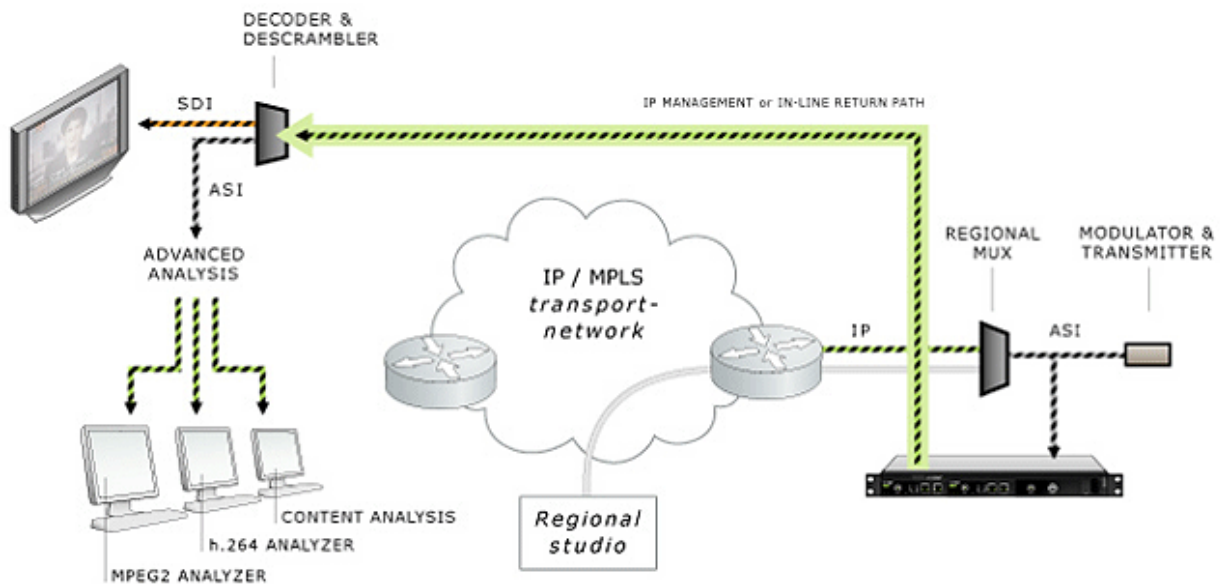 DECODER &
DESCRAMBLER
SDI
IP MANAGEMENT or IN-LINE RETURN PATH
ASI
ADVANCED
ANALYSIS
IP / MPLS
transport-
network
REGIONAL
MUX
MODULATOR &
TRANSMITTER
IP
ASI
Regional
studio
CONTENT ANALYSIS
h.264 ANALYZER
MPEG2 ANALYZER